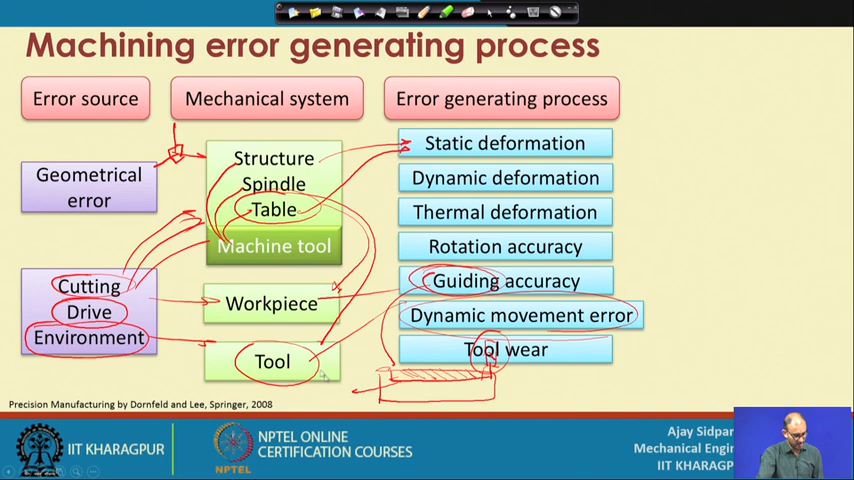 Machining error generating process
Error source
Mechanical system
Error generating process
Geometrical
error
Cutting
Drive
Environment
Structure
Spindle
Table
Machine tool
Workpiece
Tool
Static deformation
Dynamic deformation
Thermal deformation
Rotation accuracy
Guiding accuracy
Dynamic movement error
Tool wear
Precision Manufacturing by Dornfeld and Lee, Springer, 2008
IIT KHARAGPUR
NPTEL
NPTEL ONLINE
CERTIFICATION COURSES
Ajay Sidpar
Mechanical Engin
IIT KHARAGP